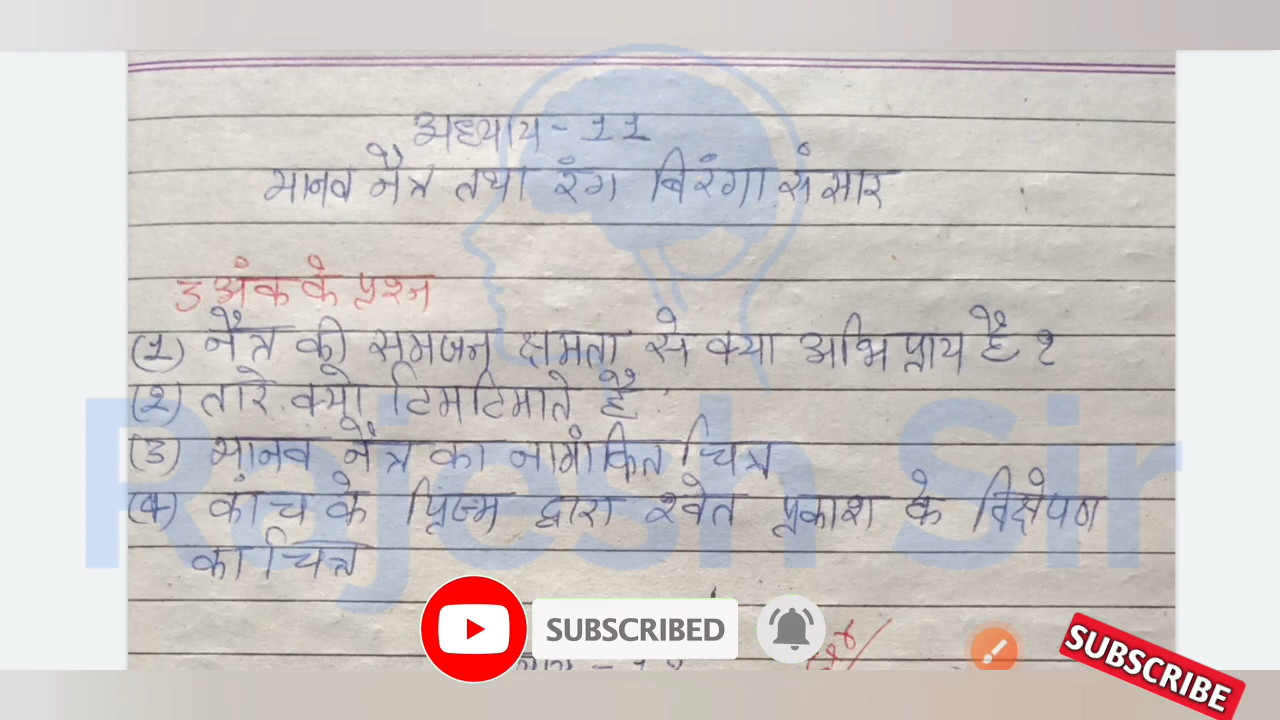 अध्याय - 11
मानव नैत्र तथा रंग बिरंगा संसार
3 अंक के प्रश्न
(1) नैत्र की समंजन क्षमता से क्या अभिप्राय है ?
(2) तारे क्यों टिमटिमाते है
(3) मानव नैत्र का नामांकित चित्र
(4) कांच के प्रिज्म द्वारा श्वेत प्रकाश के विक्षेपण
का चित्र
Rajesh Sir
SUBSCRIBED
SUBSCRIBE